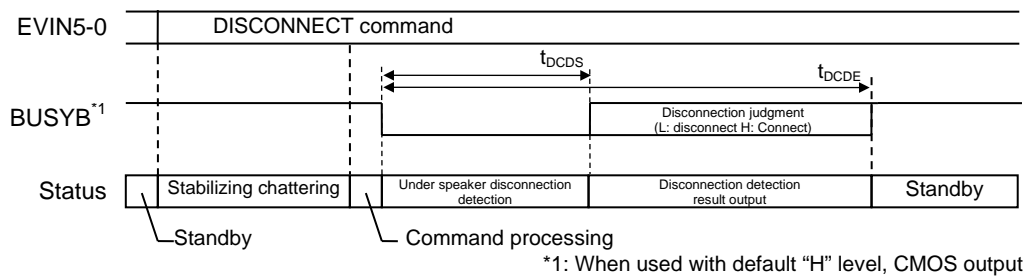 EVIN5-0
DISCONNECT command
tDCDS
tDCDE
BUSYB*1
Disconnection judgment
(L: disconnect H: Connect)
Status
Stabilizing chattering
Under speaker disconnection
detection
Disconnection detection
result output
Standby
Standby
Command processing
*1: When used with default “H” level, CMOS output